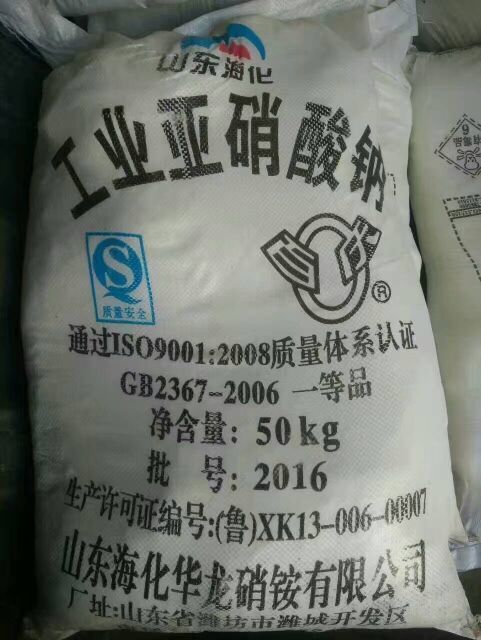 山东海化
工业亚硝酸钠
质量安全
®
通过ISO9001:2008质量体系认证
GB2367-2006 一等品
净含量: 50kg
批 号: 2016
生产许可证编号:(鲁)XK13-006-00007
山东海化华龙硝铵有限公司
厂址:山东省潍坊市潍城开发区
6